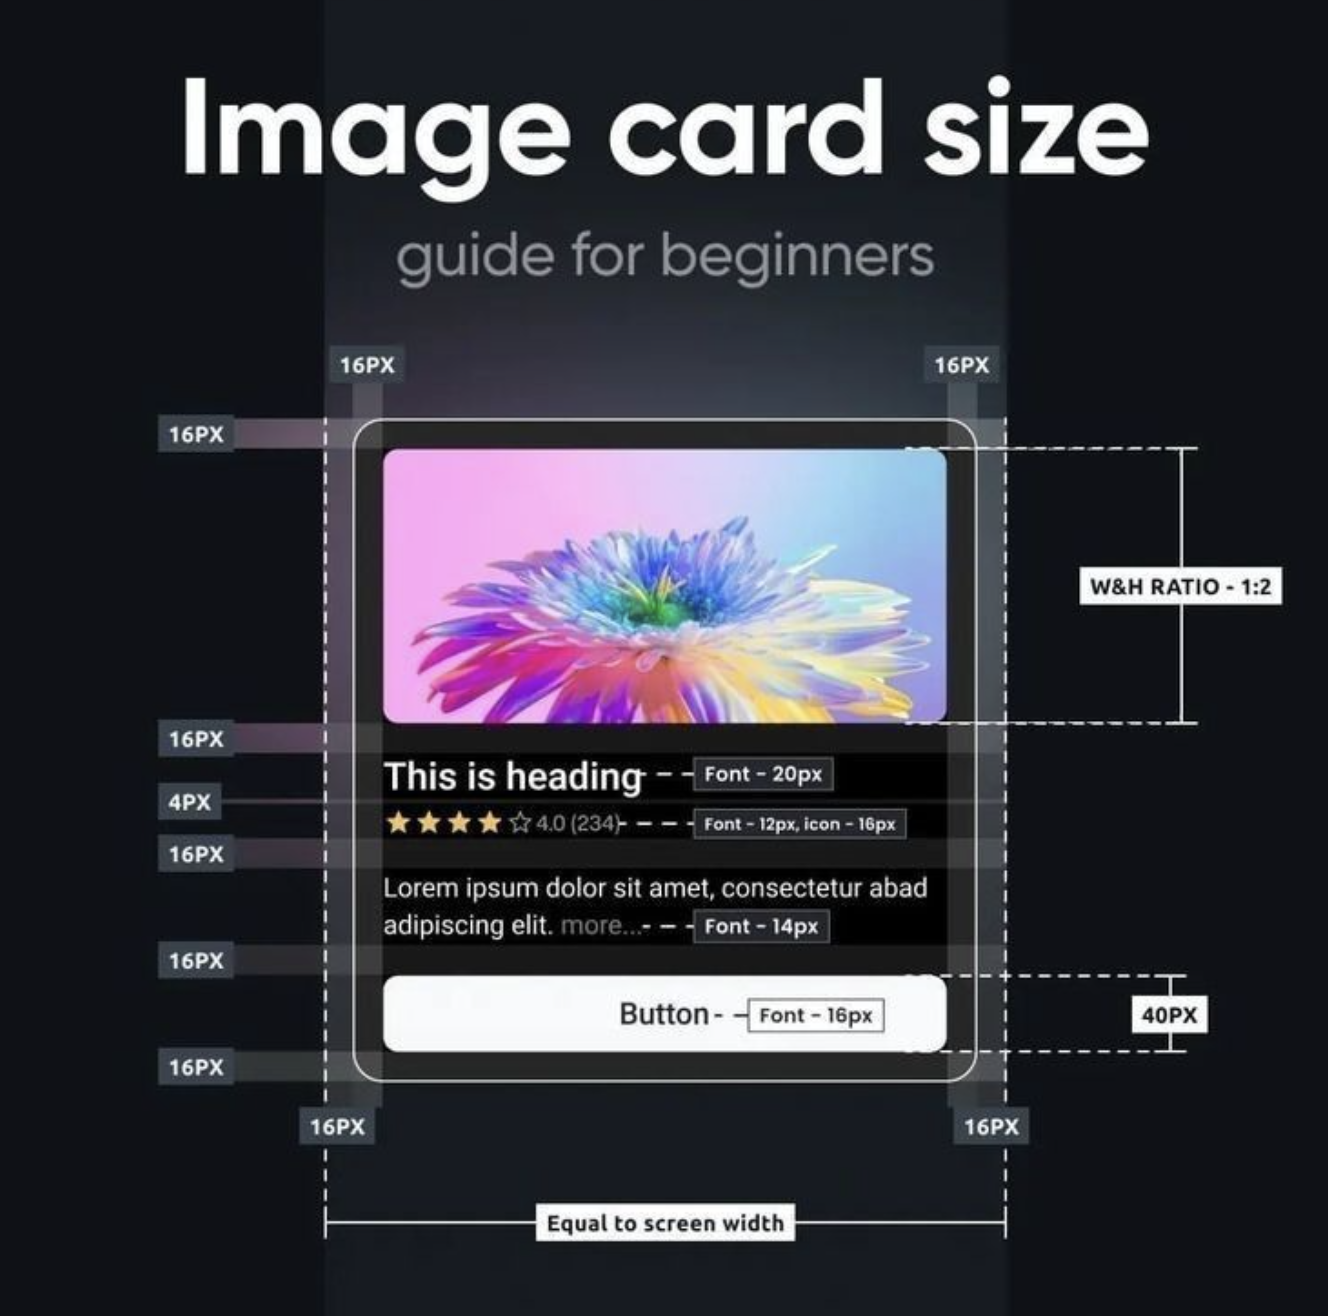 Image card size
guide for beginners
16PX
16PX
16PX
W&H RATIO - 1:2
16PX
This is heading
Font - 20px
4PX
4.0 (234)
Font - 12px, icon - 16px
16PX
Lorem ipsum dolor sit amet, consectetur abad
adipiscing elit. more...
Font - 14px
16PX
Button
Font - 16px
40PX
16PX
16PX
16PX
Equal to screen width